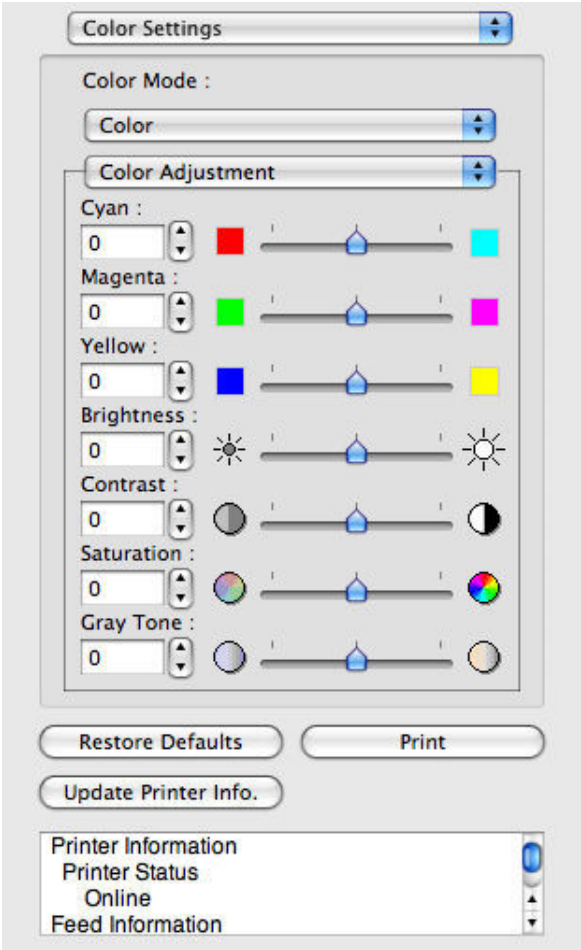 Color Settings
Color Mode :
Color
Color Adjustment
Cyan :
0
Magenta :
0
Yellow :
0
Brightness :
0
Contrast :
0
Saturation :
0
Gray Tone :
0
Restore Defaults Print
Update Printer Info.
Printer Information
Printer Status
Online
Feed Information